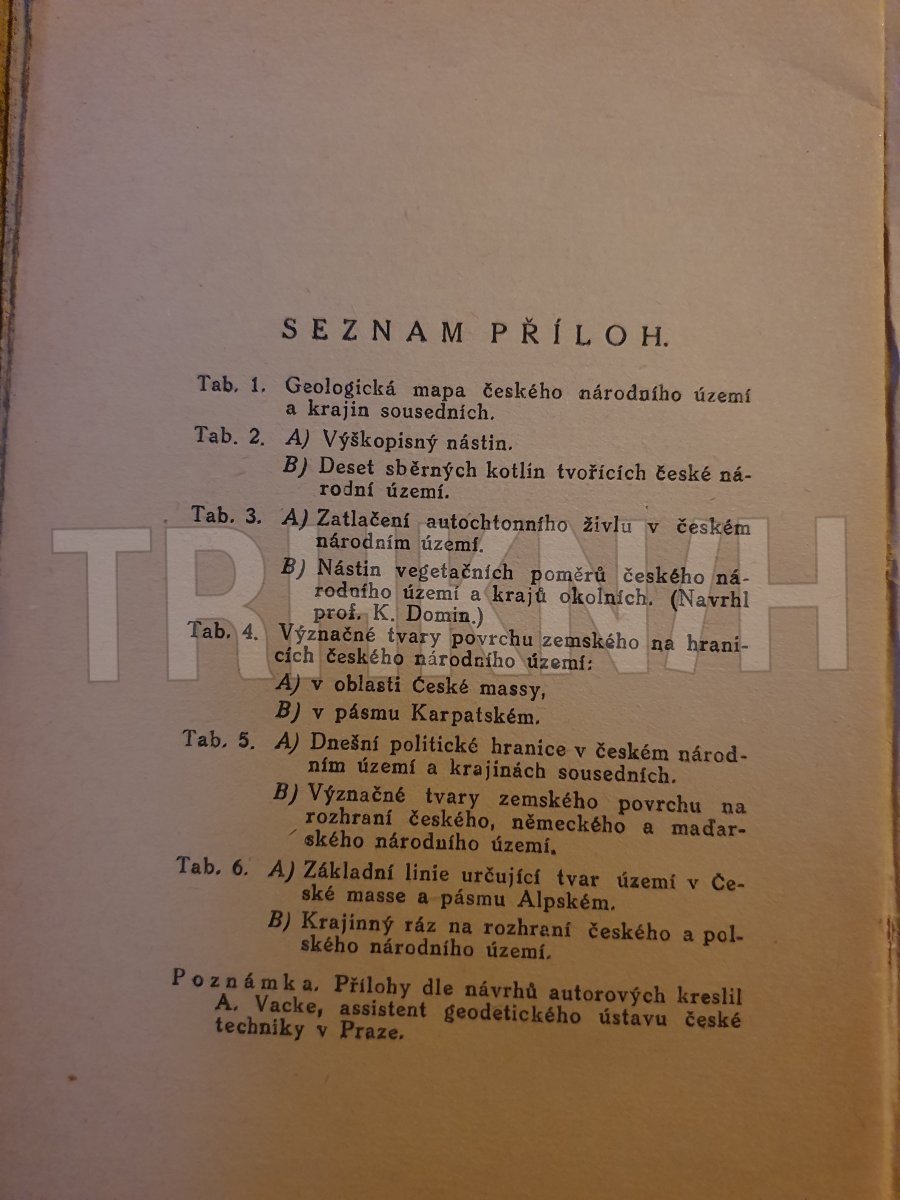 SEZNAM PŘÍLOH.
Tab. 1. Geologická mapa českého národního území
a krajin sousedních.
Tab. 2. A) Výškopisný nástin.
B) Deset sběrných kotlin tvořících české ná-
rodní území.
Tab. 3. A) Zatlačení autochtonního živlu v českém
národním území.
B) Nástin vegetačních poměrů českého ná-
rodního území a krajů okolních. (Navrhl
prof. K. Domin.)
Tab. 4. Význačné tvary povrchu zemského na hrani-
cích českého národního území:
A) v oblasti České massy,
B) v pásmu Karpatském.
Tab. 5. A) Dnešní politické hranice v českém národ-
ním území a krajinách sousedních.
B) Význačné tvary zemského povrchu na
rozhraní českého, německého a maďar-
ského národního území.
Tab. 6. A) Základní linie určující tvar území v Če-
ské masse a pásmu Alpském.
B) Krajinný ráz na rozhraní českého a pol-
ského národního území.
Poznámka. Přílohy dle návrhů autorových kreslil
A. Vacke, assistent geodetického ústavu české
techniky v Praze.